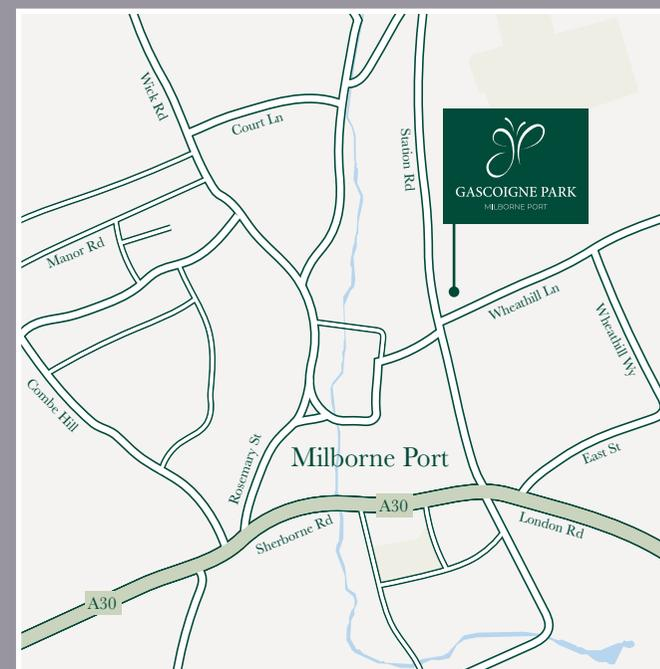 Wick Rd
Court Ln
Station Rd
GASCOIGNE PARK
MILBORNE PORT
Manor Rd
Wheathill Ln
Wheathill Wy
Combe Hill
Rosemary St
Milborne Port
East St
A30
Sherborne Rd
London Rd
A30